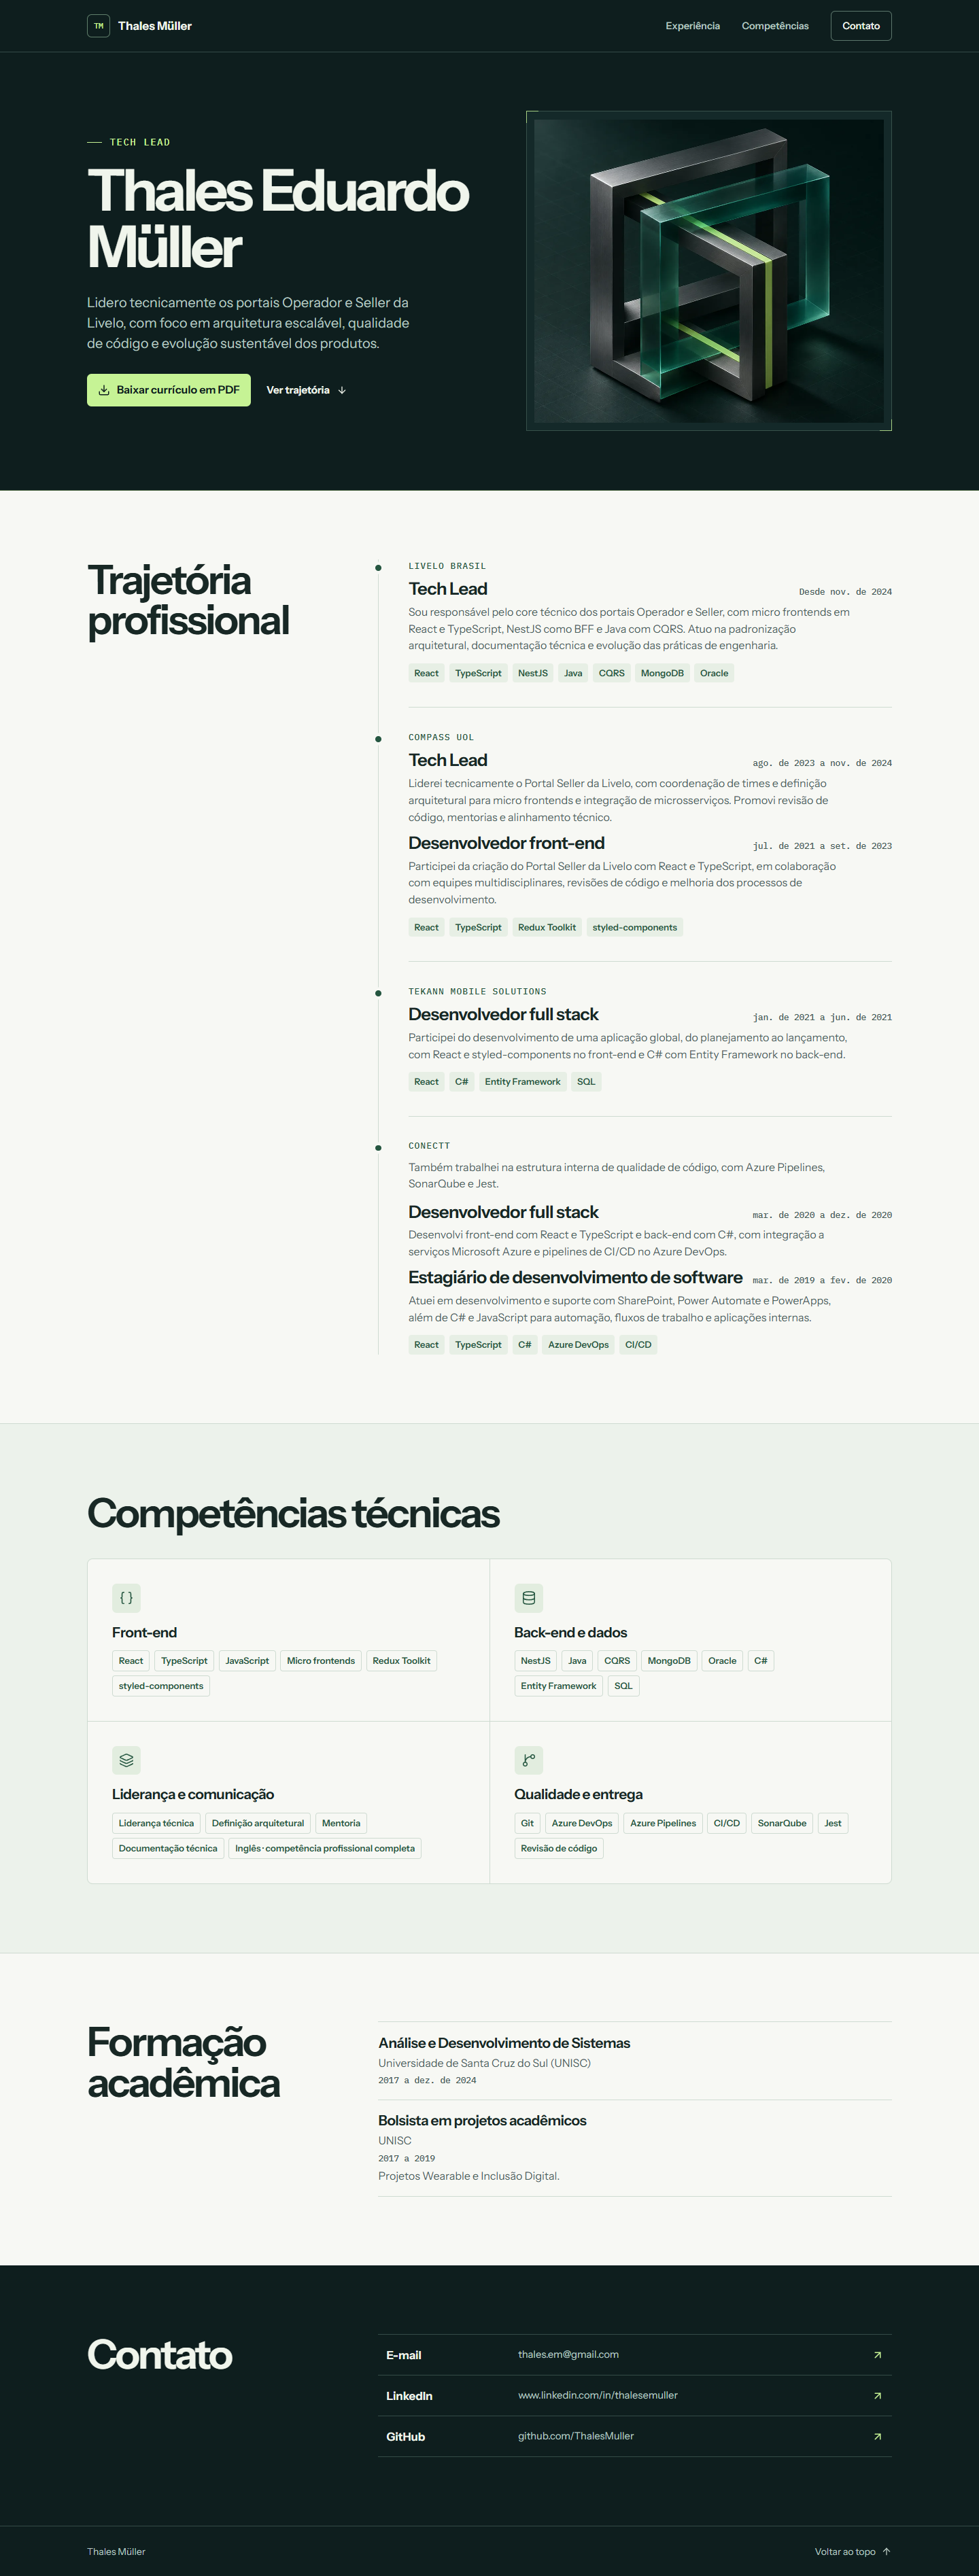 TM
Thales Müller
Experiência
Competências
Contato
TECH LEAD
Thales Eduardo
Müller
Lidero tecnicamente os portais Operador e Seller da
Livelo, com foco em arquitetura escalável, qualidade
de código e evolução sustentável dos produtos.
Baixar currículo em PDF
Ver trajetória
Trajetória
profissional
LIVELO BRASIL
Tech Lead
Desde nov. de 2024
Sou responsável pelo core técnico dos portais Operador e Seller, com micro frontends em
React e TypeScript, NestJS como BFF e Java com CQRS. Atuo na padronização
arquitetural, documentação técnica e evolução das práticas de engenharia.
React TypeScript NestJS Java CQRS MongoDB Oracle
COMPASS UOL
Tech Lead
ago. de 2023 a nov. de 2024
Liderei tecnicamente o Portal Seller da Livelo, com coordenação de times e definição
arquitetural para micro frontends e integração de microsserviços. Promovi revisão de
código, mentorias e alinhamento técnico.
Desenvolvedor front-end
jul. de 2021 a set. de 2023
Participei da criação do Portal Seller da Livelo com React e TypeScript, em colaboração
com equipes multidisciplinares, revisões de código e melhoria dos processos de
desenvolvimento.
React TypeScript Redux Toolkit styled-components
TEKANN MOBILE SOLUTIONS
Desenvolvedor full stack
jan. de 2021 a jun. de 2021
Participei do desenvolvimento de uma aplicação global, do planejamento ao lançamento,
com React e styled-components no front-end e C# com Entity Framework no back-end.
React C# Entity Framework SQL
CONECTT
Também trabalhei na estrutura interna de qualidade de código, com Azure Pipelines,
SonarQube e Jest.
Desenvolvedor full stack
mar. de 2020 a dez. de 2020
Desenvolvi front-end com React e TypeScript e back-end com C#, com integração a
serviços Microsoft Azure e pipelines de CI/CD no Azure DevOps.
Estagiário de desenvolvimento de software
mar. de 2019 a fev. de 2020
Atuei em desenvolvimento e suporte com SharePoint, Power Automate e PowerApps,
além de C# e JavaScript para automação, fluxos de trabalho e aplicações internas.
React TypeScript C# Azure DevOps CI/CD
Competências técnicas
Front-end
React TypeScript JavaScript Micro frontends Redux Toolkit
styled-components
Back-end e dados
NestJS Java CQRS MongoDB Oracle C#
Entity Framework SQL
Liderança e comunicação
Liderança técnica Definição arquitetural Mentoria
Documentação técnica Inglês · competência profissional completa
Qualidade e entrega
Git Azure DevOps Azure Pipelines CI/CD SonarQube Jest
Revisão de código
Formação
acadêmica
Análise e Desenvolvimento de Sistemas
Universidade de Santa Cruz do Sul (UNISC)
2017 a dez. de 2024
Bolsista em projetos acadêmicos
UNISC
2017 a 2019
Projetos Wearable e Inclusão Digital.
Contato
E-mail
thales.em@gmail.com
LinkedIn
www.linkedin.com/in/thalesemuller
GitHub
github.com/ThalesMuller
Thales Müller
Voltar ao topo